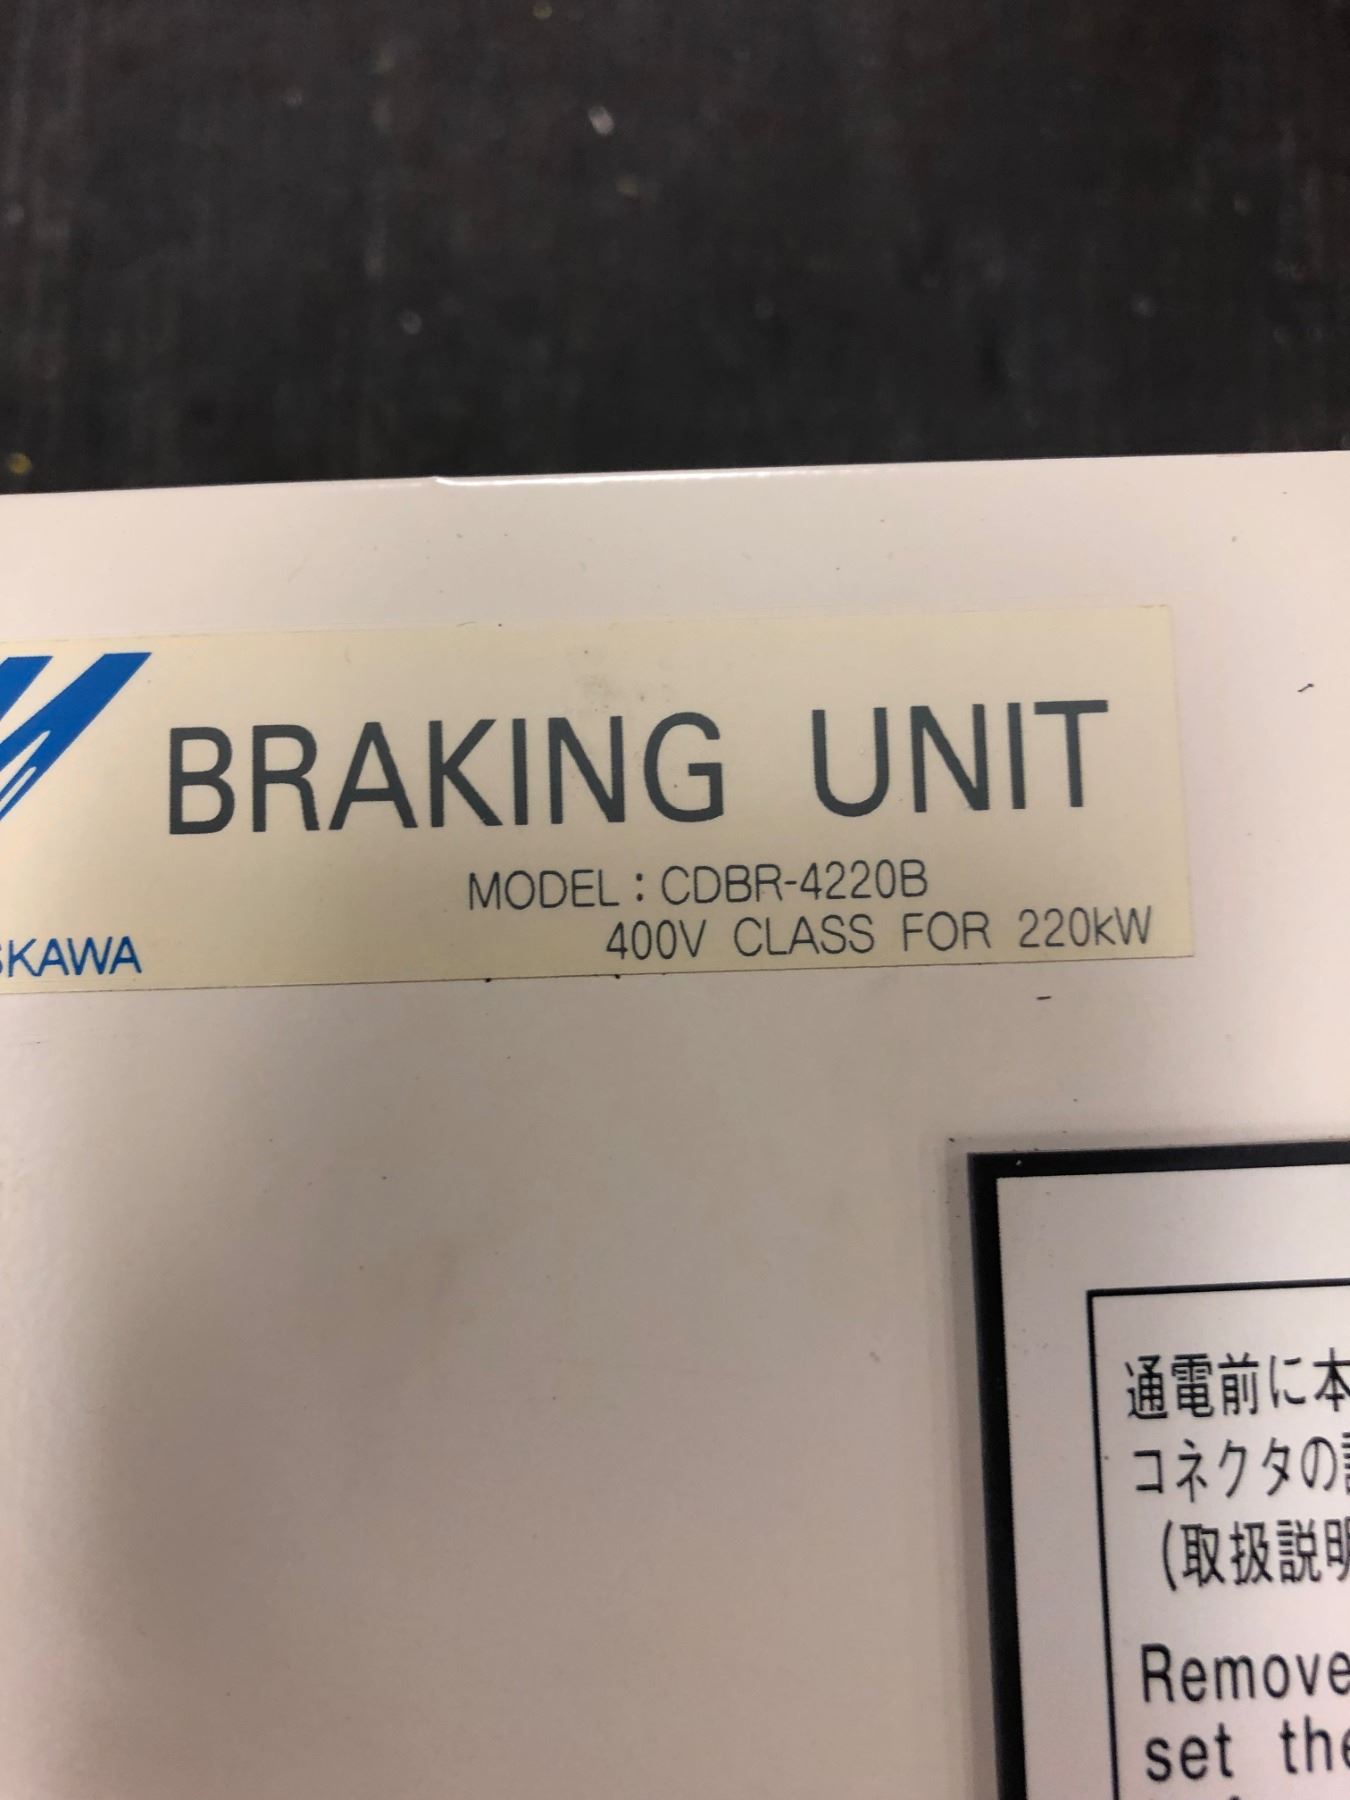 BRAKING UNIT
MODEL : CDBR-4220B
400V CLASS FOR 220kW
SKAWA
通電前に本
コネクタの
(取扱説明
Remove
set the